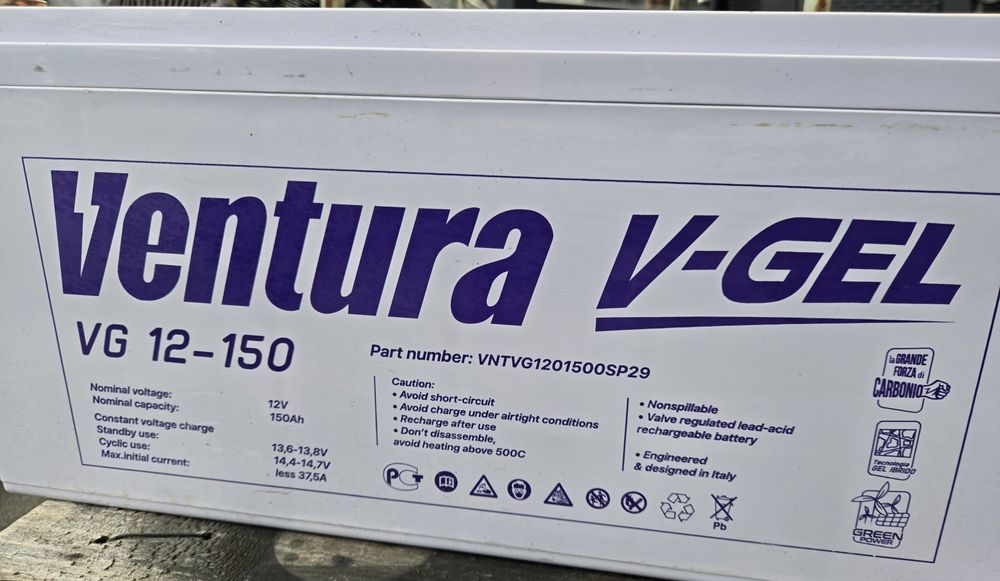 Ventura V-GEL
VG 12-150
Part number: VNTVG1201500SP29
Nominal voltage: 12V
Nominal capacity: 150Ah
Constant voltage charge
Standby use: 13,6-13,8V
Cyclic use: 14,4-14,7V
Max.initial current: less 37,5A
Caution:
• Avoid short-circuit
• Avoid charge under airtight conditions
• Recharge after use
• Don't disassemble,
avoid heating above 500C
• Nonspillable
• Valve regulated lead-acid
rechargeable battery
• Engineered
& designed in Italy
la GRANDE
FORZA di
CARBONIO
Tecnologia
GEL IBRIDO
GREEN
POWER
РСТ
Pb